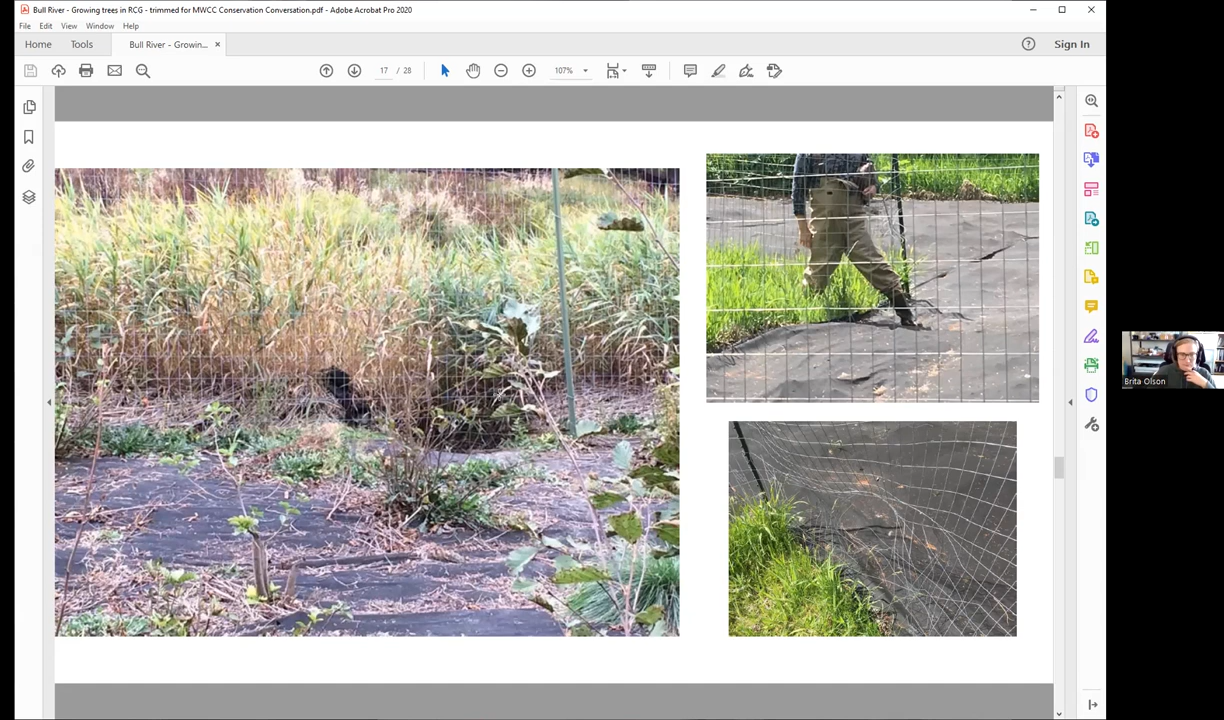 Bull River - Growing trees in RCG - trimmed for MWCC Conservation Conversation.pdf - Adobe Acrobat Pro 2020
File Edit View Window Help
Home Tools Bull River - Growin... × Sign In
17 / 28 107%
Brita Olson